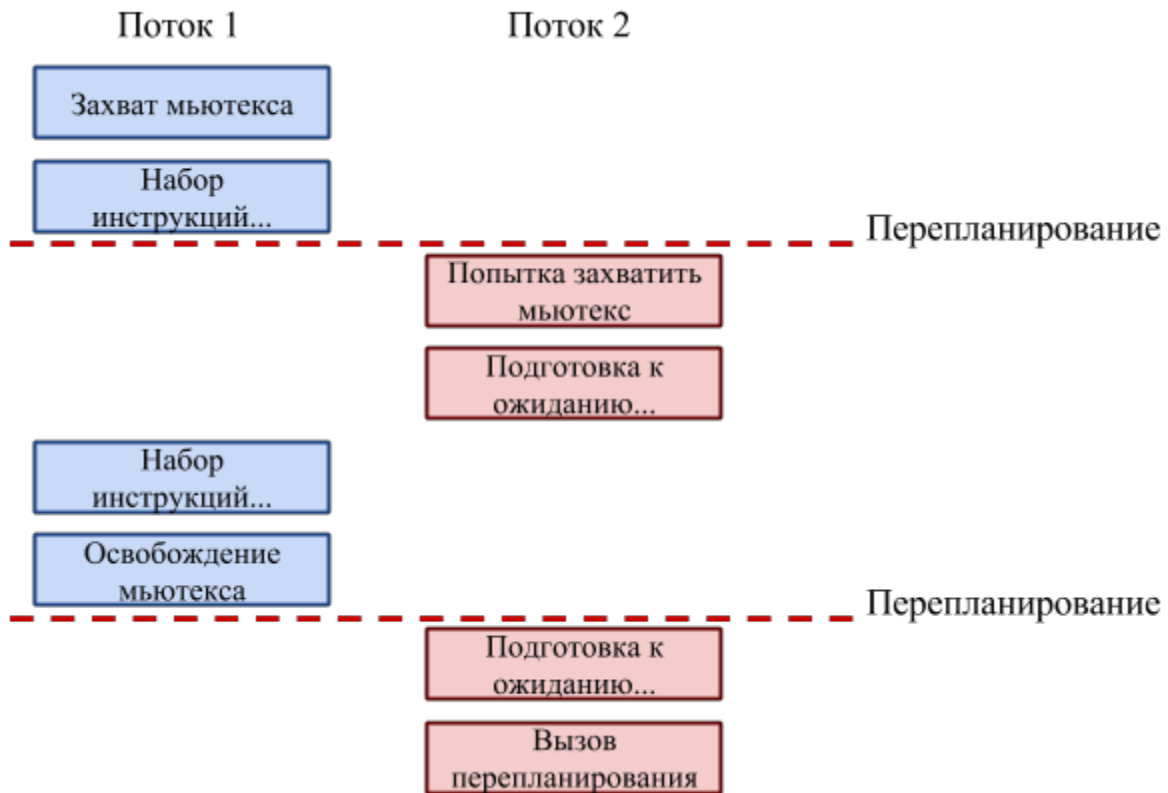 Поток 1
Поток 2
Захват мьютекса
Набор
инструкций...
Перепланирование
Попытка захватить
мьютекс
Подготовка к
ожиданию...
Набор
инструкций...
Освобождение
мьютекса
Перепланирование
Подготовка к
ожиданию...
Вызов
перепланирования